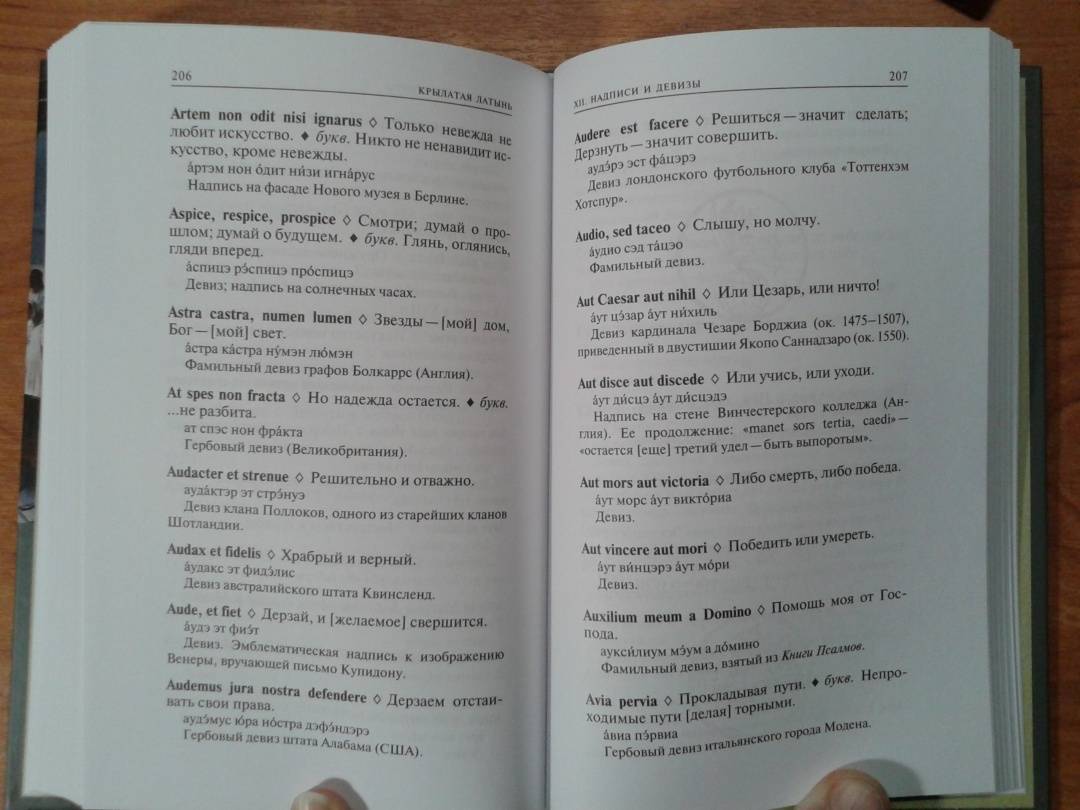 206
КРЫЛАТАЯ ЛАТЫНЬ
Artem non odit nisi ignarus ◊ Только невежда не
любит искусство. ♦ букв. Никто не ненавидит ис-
кусство, кроме невежды.
áртэм нон óдит ни́зи игнáрус
Надпись на фасаде Нового музея в Берлине.
Aspice, respice, prospice ◊ Смотри; думай о про-
шлом; думай о будущем. ♦ букв. Глянь, оглянись,
гляди вперед.
áспицэ рэ́спицэ прóспицэ
Девиз; надпись на солнечных часах.
Astra castra, numen lumen ◊ Звезды — [мой] дом,
Бог — [мой] свет.
áстра кáстра ну́мэн лю́мэн
Фамильный девиз графов Болкаррс (Англия).
At spes non fracta ◊ Но надежда остается. ♦ букв.
...не разбита.
ат спэс нон фрáкта
Гербовый девиз (Великобритания).
Audacter et strenue ◊ Решительно и отважно.
аудáктэр эт стрэ́нуэ
Девиз клана Поллоков, одного из старейших кланов
Шотландии.
Audax et fidelis ◊ Храбрый и верный.
áудакс эт фидэ́лис
Девиз австралийского штата Квинсленд.
Aude, et fiet ◊ Дерзай, и [желаемое] свершится.
áудэ эт фиэ́т
Девиз. Эмблематическая надпись к изображению
Венеры, вручающей письмо Купидону.
Audemus jura nostra defendere ◊ Дерзаем отстаи-
вать свои права.
аудэ́мус ю́ра нóстра дэфэ́ндэрэ
Гербовый девиз штата Алабама (США).
XII. НАДПИСИ И ДЕВИЗЫ
207
Audere est facere ◊ Решиться — значит сделать;
Дерзнуть — значит совершить.
аудэ́рэ эст фáцэрэ
Девиз лондонского футбольного клуба «Тоттенхэм
Хотспур».
Audio, sed taceo ◊ Слышу, но молчу.
áудио сэд тáцэо
Фамильный девиз.
Aut Caesar aut nihil ◊ Или Цезарь, или ничто!
áут цэ́зар áут ни́хиль
Девиз кардинала Чезаре Борджиа (ок. 1475–1507),
приведенный в двустишии Якопо Саннадзаро (ок. 1550).
Aut disce aut discede ◊ Или учись, или уходи.
áут ди́сцэ áут ди́сцэдэ
Надпись на стене Винчестерского колледжа (Ан-
глия). Ее продолжение: «manet sors tertia, caedi» —
«остается [еще] третий удел — быть выпоротым».
Aut mors aut victoria ◊ Либо смерть, либо победа.
áут морс áут виктóриа
Девиз.
Aut vincere aut mori ◊ Победить или умереть.
áут ви́нцэрэ áут мóри
Девиз.
Auxilium meum a Domino ◊ Помощь моя от Гос-
пода.
аукси́лиум мэ́ум а дóмино
Фамильный девиз, взятый из Книги Псалмов.
Avia pervia ◊ Прокладывая пути. ♦ букв. Непро-
ходимые пути [делая] торными.
áвиа пэ́рвиа
Гербовый девиз итальянского города Модена.